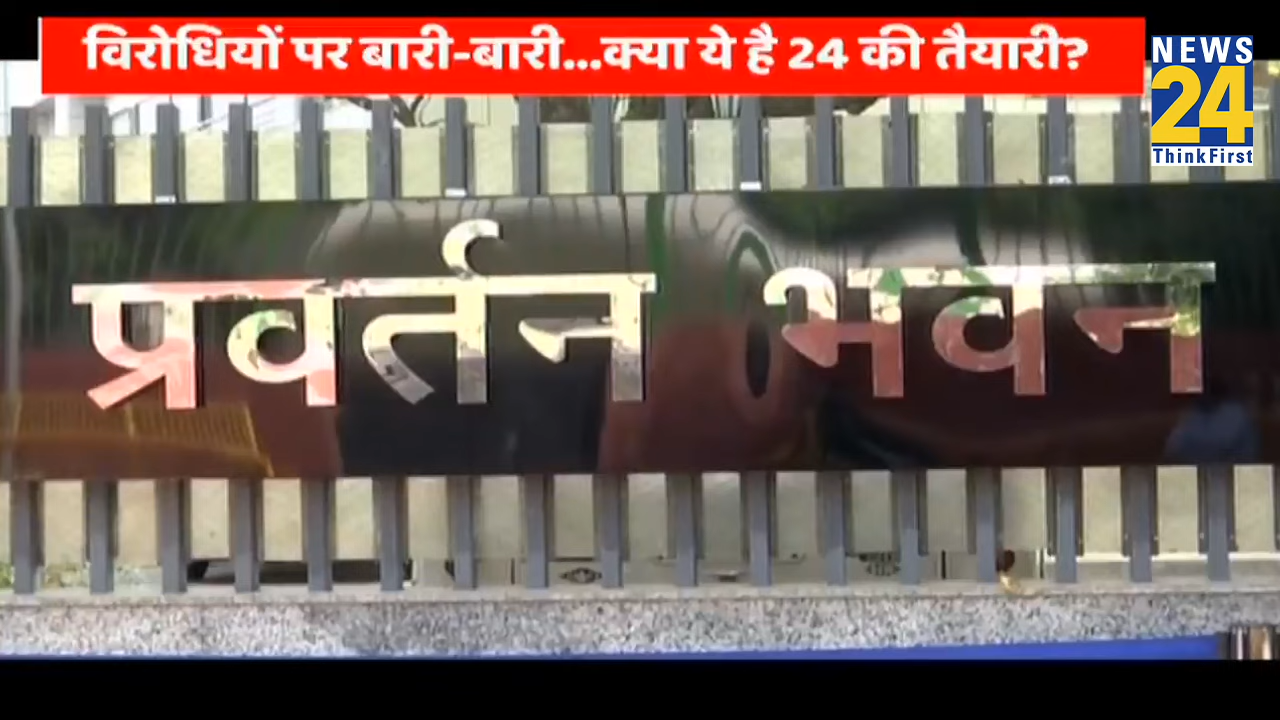 विरोधियों पर बारी-बारी...क्या ये है 24 की तैयारी?
NEWS
24
ThinkFirst
प्रवर्तन भवन